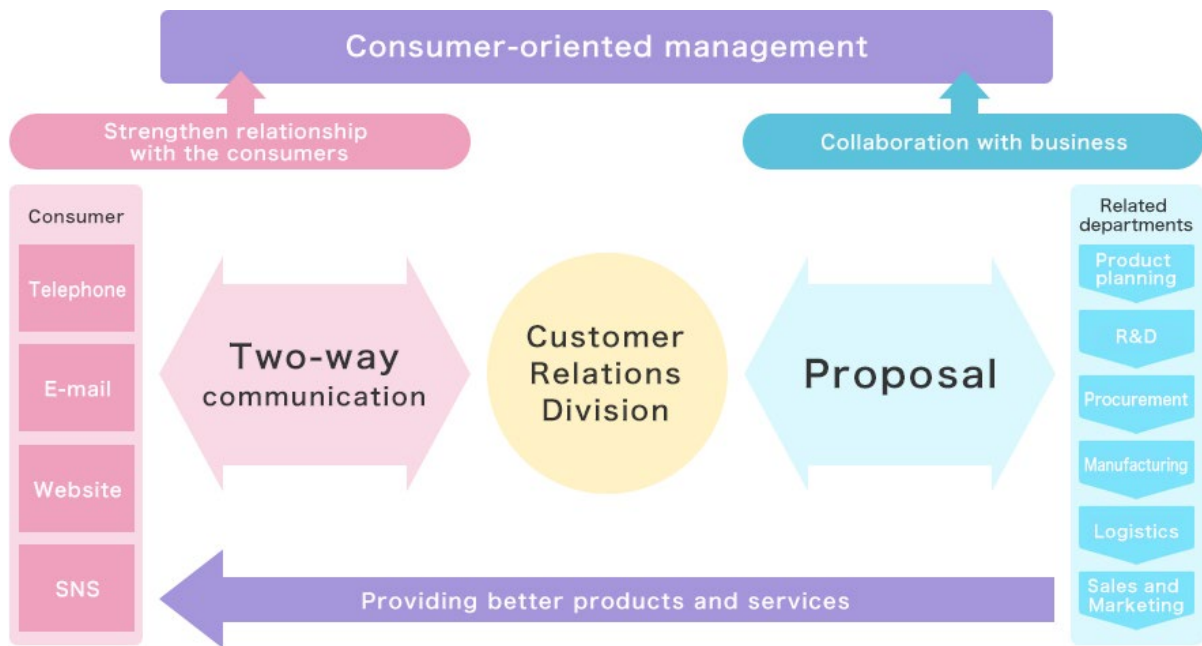 Consumer-oriented management
Strengthen relationship
with the consumers
Collaboration with business
Consumer
Telephone
E-mail
Website
SNS
Two-way
communication
Customer
Relations
Division
Proposal
Related
departments
Product
planning
R&D
Procurement
Manufacturing
Logistics
Sales and
Marketing
Providing better products and services